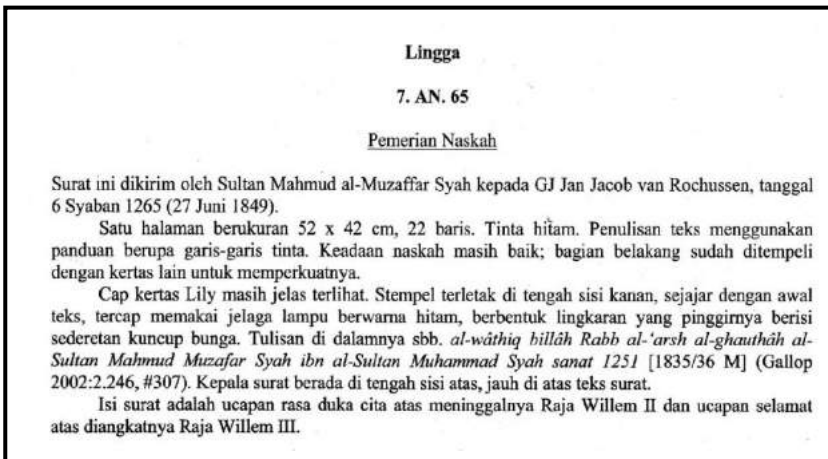 Lingga
7. AN. 65
Pemerian Naskah
Surat ini dikirim oleh Sultan Mahmud al-Muzaffar Syah kepada GJ Jan Jacob van Rochussen, tanggal
6 Syaban 1265 (27 Juni 1849).
Satu halaman berukuran 52 x 42 cm, 22 baris. Tinta hitam. Penulisan teks menggunakan
panduan berupa garis-garis tinta. Keadaan naskah masih baik; bagian belakang sudah ditempeli
dengan kertas lain untuk memperkuatnya.
Cap kertas Lily masih jelas terlihat. Stempel terletak di tengah sisi kanan, sejajar dengan awal
teks, tercap memakai jelaga lampu berwarna hitam, berbentuk lingkaran yang pinggirnya berisi
sederetan kuncup bunga. Tulisan di dalamnya sbb. al-wâthiq billâh Rabb al-‘arsh al-ghauthâh al-
Sultan Mahmud Muzafar Syah ibn al-Sultan Muhammad Syah sanat 1251 [1835/36 M] (Gallop
2002:2.246, #307). Kepala surat berada di tengah sisi atas, jauh di atas teks surat.
Isi surat adalah ucapan rasa duka cita atas meninggalnya Raja Willem II dan ucapan selamat
atas diangkatnya Raja Willem III.